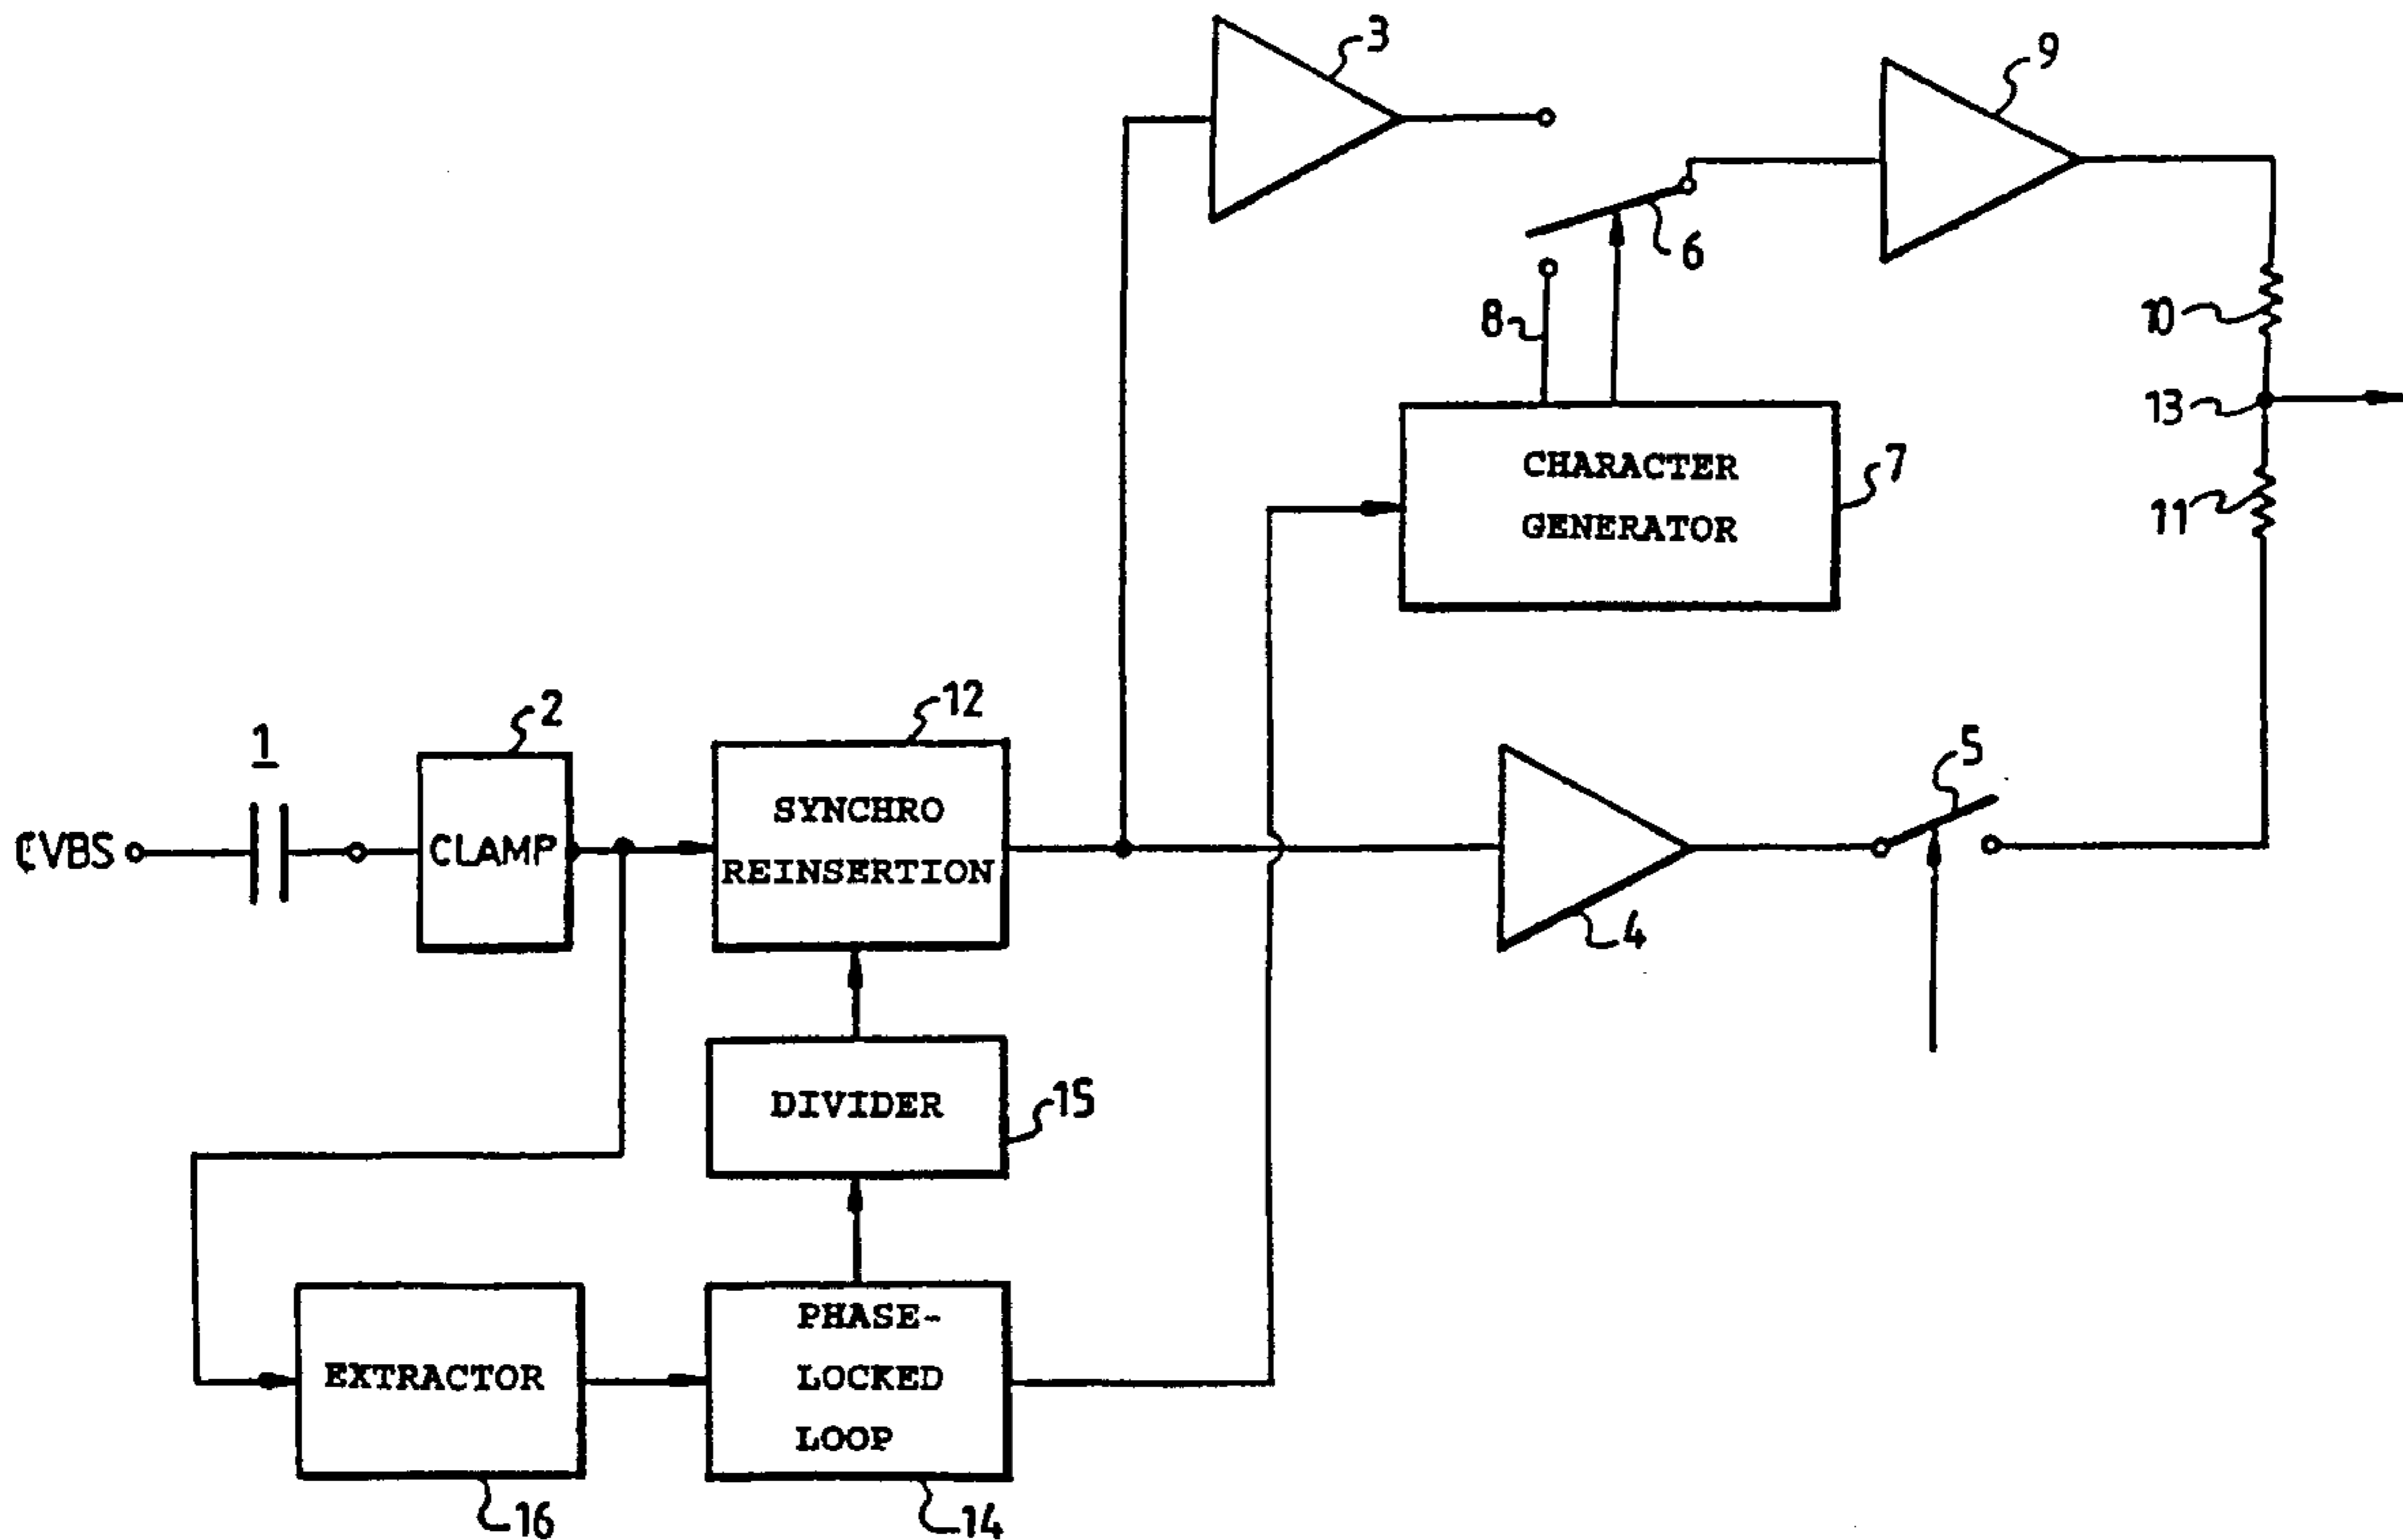 3
9
6
8
10
13
CHARACTER
GENERATOR
7
11
1
2
12
5
CVBS
CLAMP
SYNCHRO
REINSERTION
4
DIVIDER
15
PHASE-
LOCKED
LOOP
EXTRACTOR
16
14